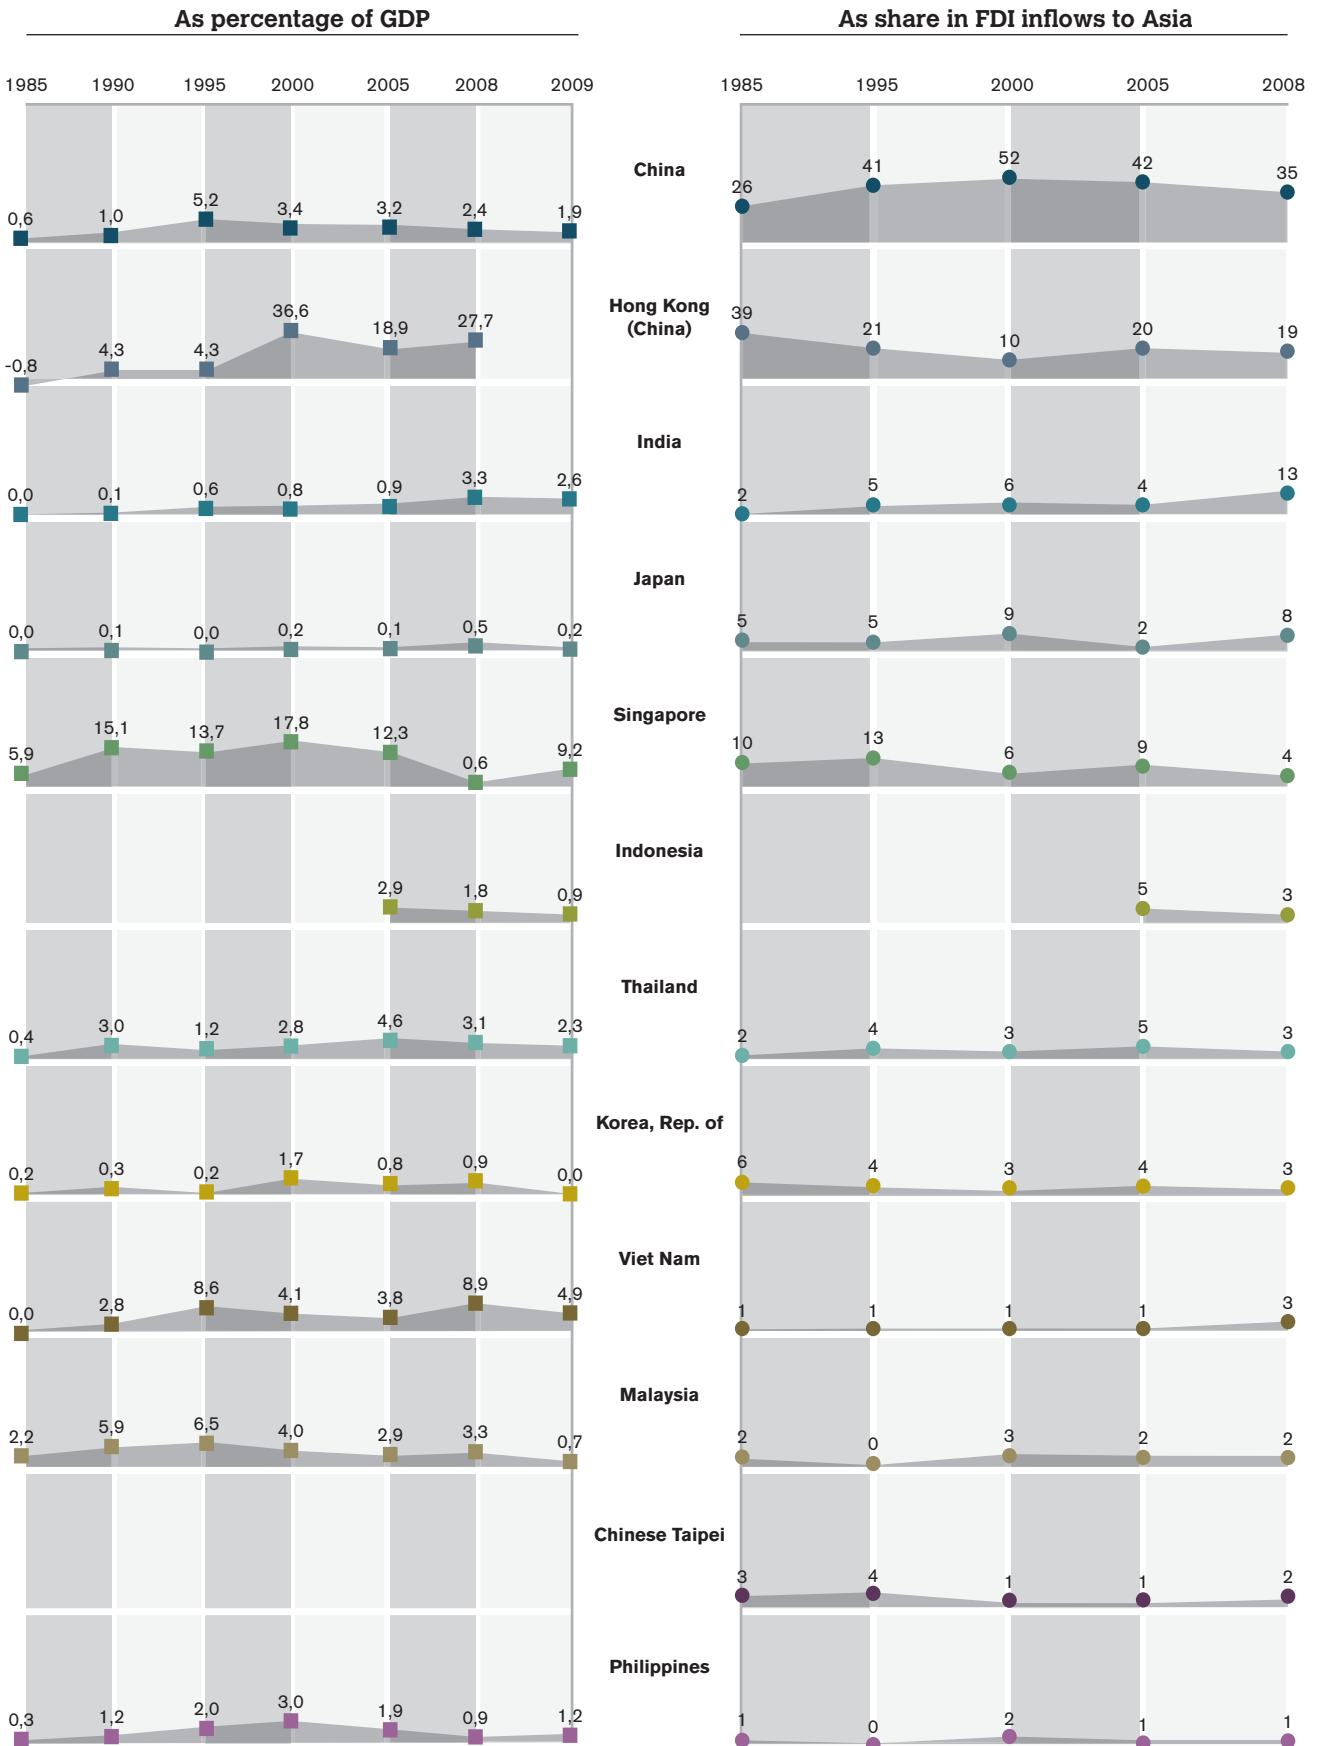 As percentage of GDP
As share in FDI inflows to Asia
1985 1990 1995 2000 2005 2008 2009
1985 1995 2000 2005 2008
China
0,6 1,0 5,2 3,4 3,2 2,4 1,9
26 41 52 42 35
Hong Kong
(China)
-0,8 4,3 4,3 36,6 18,9 27,7
39 21 10 20 19
India
0,0 0,1 0,6 0,8 0,9 3,3 2,6
2 5 6 4 13
Japan
0,0 0,1 0,0 0,2 0,1 0,5 0,2
5 5 9 2 8
Singapore
5,9 15,1 13,7 17,8 12,3 0,6 9,2
10 13 6 9 4
Indonesia
2,9 1,8 0,9
5 3
Thailand
0,4 3,0 1,2 2,8 4,6 3,1 2,3
2 4 3 5 3
Korea, Rep. of
0,2 0,3 0,2 1,7 0,8 0,9 0,0
6 4 3 4 3
Viet Nam
0,0 2,8 8,6 4,1 3,8 8,9 4,9
1 1 1 1 3
Malaysia
2,2 5,9 6,5 4,0 2,9 3,3 0,7
2 0 3 2 2
Chinese Taipei
3 4 1 1 2
Philippines
0,3 1,2 2,0 3,0 1,9 0,9 1,2
1 0 2 1 1